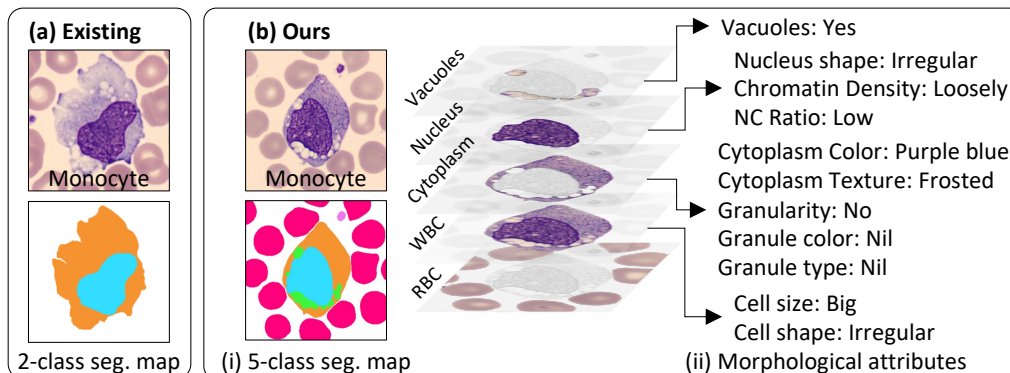 (a) Existing
Monocyte
2-class seg. map
(b) Ours
Monocyte
(i) 5-class seg. map
Vacuoles
Nucleus
Cytoplasm
WBC
RBC
Vacuoles: Yes
Nucleus shape: Irregular
Chromatin Density: Loosely
NC Ratio: Low
Cytoplasm Color: Purple blue
Cytoplasm Texture: Frosted
Granularity: No
Granule color: Nil
Granule type: Nil
Cell size: Big
Cell shape: Irregular
(ii) Morphological attributes